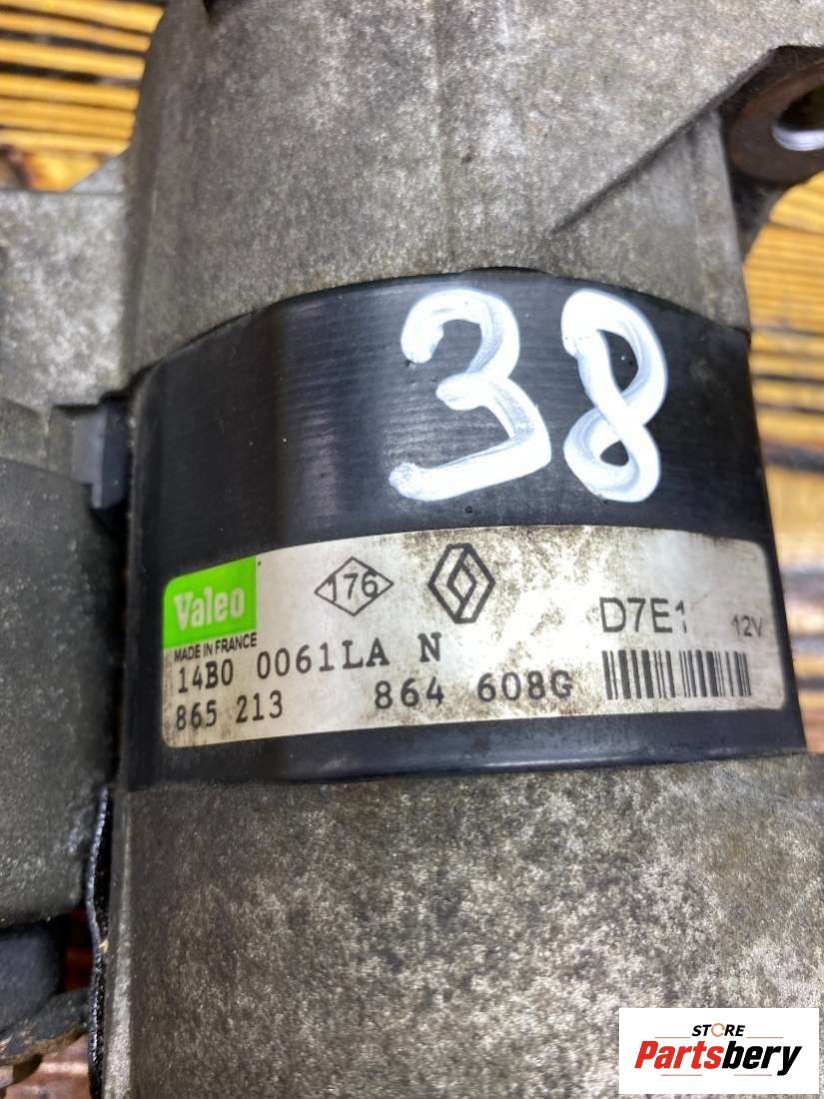 38
Valeo
176
D7E1
12V
MADE IN FRANCE
14B0 0061LA N
865 213 864 608G
STORE
Partsbery